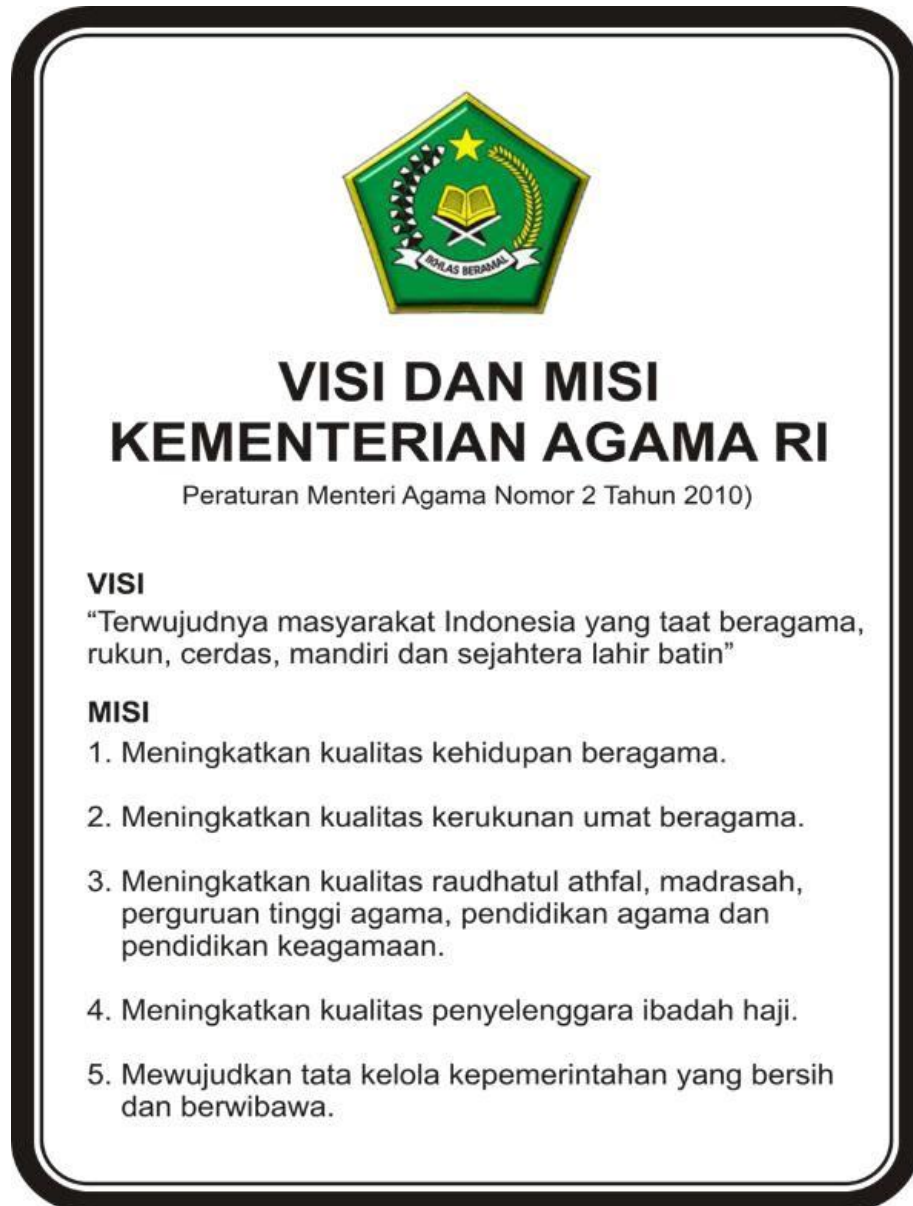 IKHLAS BERAMAL
VISI DAN MISI
KEMENTERIAN AGAMA RI
Peraturan Menteri Agama Nomor 2 Tahun 2010)
VISI
“Terwujudnya masyarakat Indonesia yang taat beragama,
rukun, cerdas, mandiri dan sejahtera lahir batin”
MISI
1. Meningkatkan kualitas kehidupan beragama.
2. Meningkatkan kualitas kerukunan umat beragama.
3. Meningkatkan kualitas raudhatul athfal, madrasah,
perguruan tinggi agama, pendidikan agama dan
pendidikan keagamaan.
4. Meningkatkan kualitas penyelenggara ibadah haji.
5. Mewujudkan tata kelola kepemerintahan yang bersih
dan berwibawa.